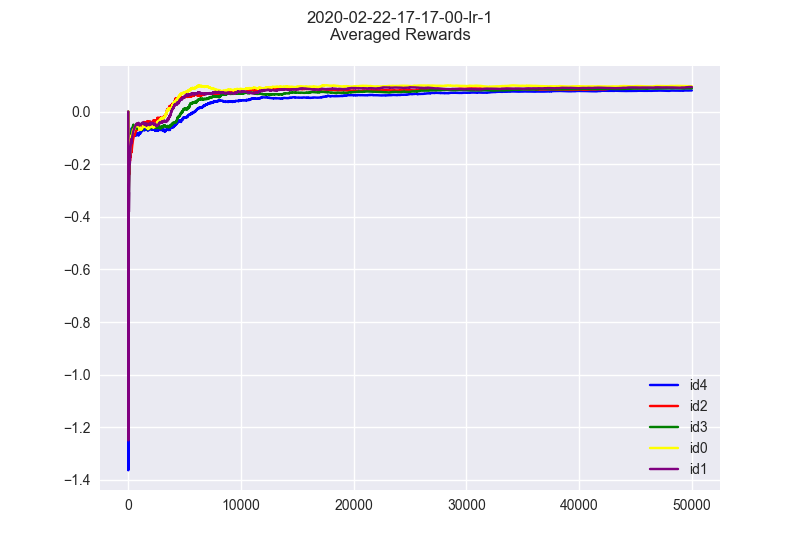 2020-02-22-17-17-00-lr-1
Averaged Rewards
0.0
−0.2
−0.4
−0.6
−0.8
−1.0
−1.2
−1.4
0 10000 20000 30000 40000 50000
id4
id2
id3
id0
id1